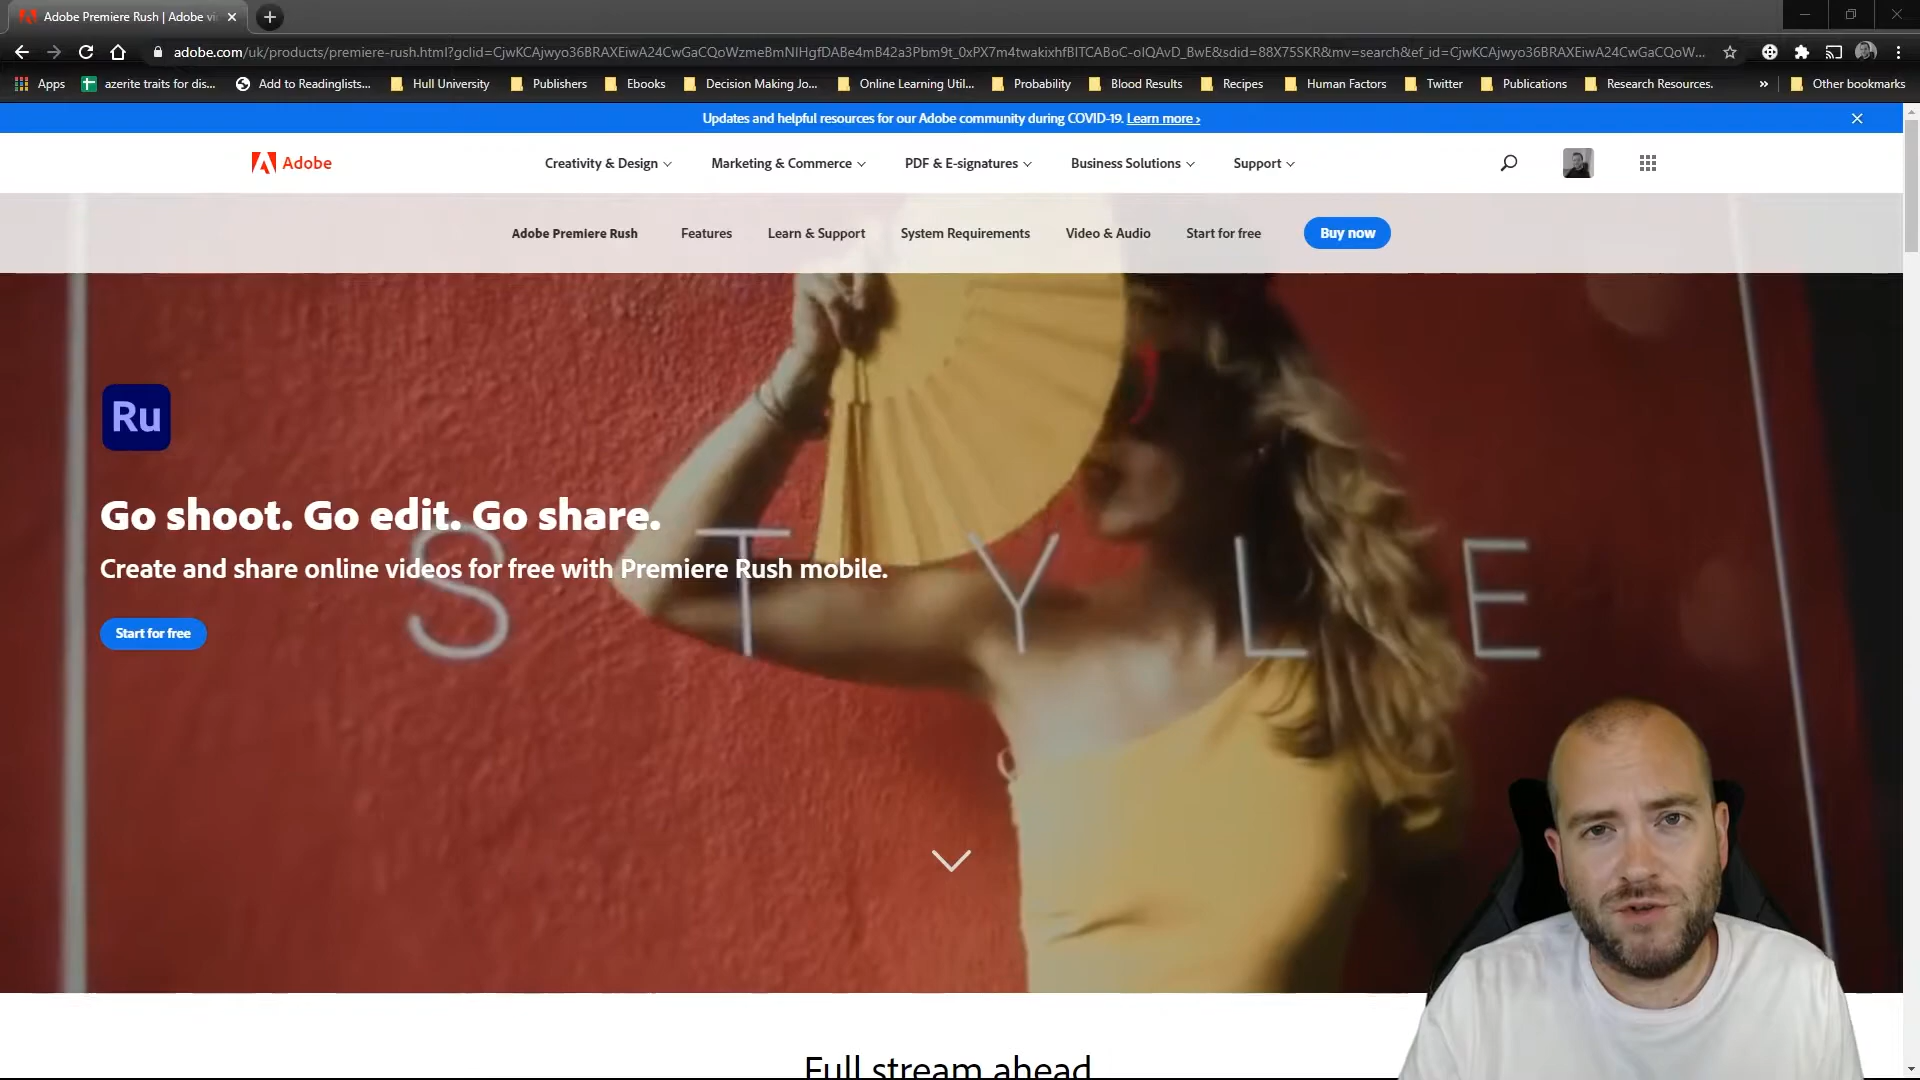 Adobe Premiere Rush | Adobe vi
adobe.com/uk/products/premiere-rush.html?gclid=CjwKCAjwyo36BRAXEiwA24CwGaCQoWzmeBmNIHgfDABe4mB42a3Pbm9t_0xPX7m4twakixhfBITCABoC-oIQAvD_BwE&sdid=88X75SKR&mv=search&ef_id=CjwKCAjwyo36BRAXEiwA24CwGaCQoW...
Apps azerite traits for dis... Add to Readinglists... Hull University Publishers Ebooks Decision Making Jo... Online Learning Util... Probability Blood Results Recipes Human Factors Twitter Publications Research Resources. » Other bookmarks
Updates and helpful resources for our Adobe community during COVID-19. Learn more ›
Adobe Creativity & Design Marketing & Commerce PDF & E-signatures Business Solutions Support
Adobe Premiere Rush Features Learn & Support System Requirements Video & Audio Start for free Buy now
Ru
Go shoot. Go edit. Go share.
Create and share online videos for free with Premiere Rush mobile.
S T Y L E
Start for free
Full stream ahead